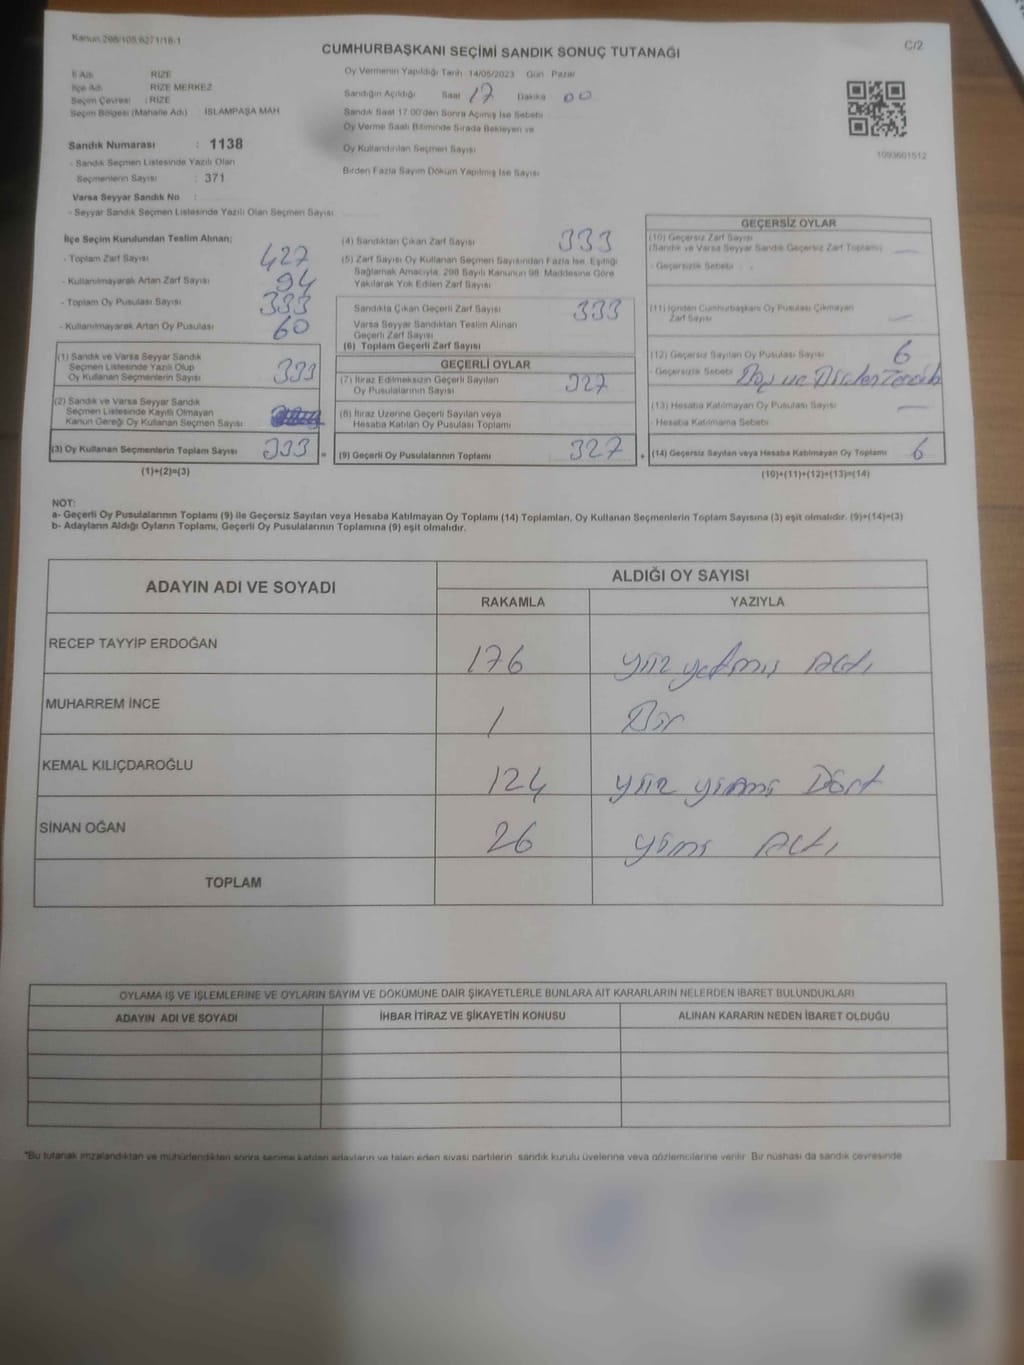 Kanun 298/105,6271/18-1
C/2
CUMHURBAŞKANI SEÇİMİ SANDIK SONUÇ TUTANAĞI
İl Adı : RİZE
İlçe Adı : RİZE MERKEZ
Seçim Çevresi : RİZE
Seçim Bölgesi (Mahalle Adı) : İSLAMPAŞA MAH
Sandık Numarası : 1138
- Sandık Seçmen Listesinde Yazılı Olan
Seçmenlerin Sayısı : 371
Varsa Seyyar Sandık No :
- Seyyar Sandık Seçmen Listesinde Yazılı Olan Seçmen Sayısı
Oy Vermenin Yapıldığı Tarih 14/05/2023 Gün Pazar
Sandığın Açıldığı Saat 17 Dakika 00
Sandık Saat 17.00'den Sonra Açılmış İse Sebebi
Oy Verme Saati Bitiminde Sırada Bekleyen ve
Oy Kullandırılan Seçmen Sayısı
Birden Fazla Sayım Döküm Yapılmış İse Sayısı
1093601512
İlçe Seçim Kurulundan Teslim Alınan;
- Toplam Zarf Sayısı 427
- Kullanılmayarak Artan Zarf Sayısı 94
- Toplam Oy Pusulası Sayısı 333
- Kullanılmayarak Artan Oy Pusulası 60
(1) Sandık ve Varsa Seyyar Sandık
Seçmen Listesinde Yazılı Olup
Oy Kullanan Seçmenlerin Sayısı 333
(2) Sandık ve Varsa Seyyar Sandık
Seçmen Listesinde Kayıtlı Olmayan
Kanun Gereği Oy Kullanan Seçmen Sayısı
(3) Oy Kullanan Seçmenlerin Toplam Sayısı 333 =
(1)+(2)=(3)
(4) Sandıktan Çıkan Zarf Sayısı 333
(5) Zarf Sayısı Oy Kullanan Seçmen Sayısından Fazla İse, Eşitliği
Sağlamak Amacıyla, 298 Sayılı Kanunun 98. Maddesine Göre
Yakılarak Yok Edilen Zarf Sayısı
Sandıkta Çıkan Geçerli Zarf Sayısı 333
Varsa Seyyar Sandıktan Teslim Alınan
Geçerli Zarf Sayısı
(6) Toplam Geçerli Zarf Sayısı
GEÇERLİ OYLAR
(7) İtiraz Edilmeksizin Geçerli Sayılan
Oy Pusulalarının Sayısı 327
(8) İtiraz Üzerine Geçerli Sayılan veya
Hesaba Katılan Oy Pusulası Toplamı
(9) Geçerli Oy Pusulalarının Toplamı 327 +
GEÇERSİZ OYLAR
(10) Geçersiz Zarf Sayısı
(Sandık ve Varsa Seyyar Sandık Geçersiz Zarf Toplamı) —
- Geçersizlik Sebebi :
(11) İçinden Cumhurbaşkanı Oy Pusulası Çıkmayan
Zarf Sayısı —
(12) Geçersiz Sayılan Oy Pusulası Sayısı 6
- Geçersizlik Sebebi
(13) Hesaba Katılmayan Oy Pusulası Sayısı —
- Hesaba Katılmama Sebebi
(14) Geçersiz Sayılan veya Hesaba Katılmayan Oy Toplamı 6
(10)+(11)+(12)+(13)=(14)
NOT:
a- Geçerli Oy Pusulalarının Toplamı (9) ile Geçersiz Sayılan veya Hesaba Katılmayan Oy Toplamı (14) Toplamları, Oy Kullanan Seçmenlerin Toplam Sayısına (3) eşit olmalıdır. (9)+(14)=(3)
b- Adayların Aldığı Oyların Toplamı, Geçerli Oy Pusulalarının Toplamına (9) eşit olmalıdır.
ADAYIN ADI VE SOYADI
ALDIĞI OY SAYISI
RAKAMLA YAZIYLA
RECEP TAYYİP ERDOĞAN 176 yüz yetmiş Altı
MUHARREM İNCE 1 Bir
KEMAL KILIÇDAROĞLU 124 yüz yirmi Dört
SİNAN OĞAN 26 yirmi Altı
TOPLAM
OYLAMA İŞ VE İŞLEMLERİNE VE OYLARIN SAYIM VE DÖKÜMÜNE DAİR ŞİKAYETLERLE BUNLARA AİT KARARLARIN NELERDEN İBARET BULUNDUKLARI
ADAYIN ADI VE SOYADI İHBAR İTİRAZ VE ŞİKAYETİN KONUSU ALINAN KARARIN NEDEN İBARET OLDUĞU
*Bu tutanak imzalandıktan ve mühürlendikten sonra seçime katılan adayların ve talep eden siyasi partilerin, sandık kurulu üyelerine veya gözlemcilerine verilir. Bir nüshası da sandık çevresinde